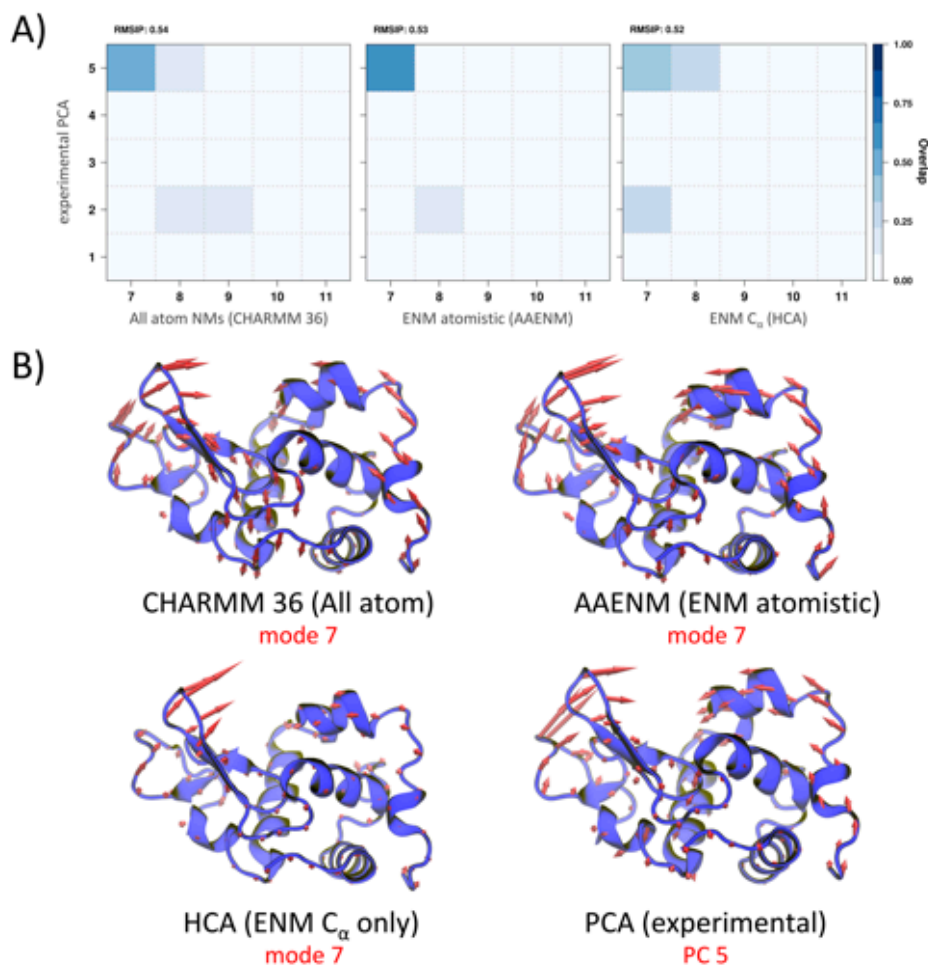 A)
RMSIP: 0.54
RMSIP: 0.53
RMSIP: 0.52
experimental PCA
5
4
3
2
1
7 8 9 10 11
7 8 9 10 11
7 8 9 10 11
All atom NMs (CHARMM 36)
ENM atomistic (AAENM)
ENM Cα (HCA)
1.00
0.75
0.50
0.25
0.00
Overlap
B)
CHARMM 36 (All atom)
mode 7
AAENM (ENM atomistic)
mode 7
HCA (ENM Cα only)
mode 7
PCA (experimental)
PC 5